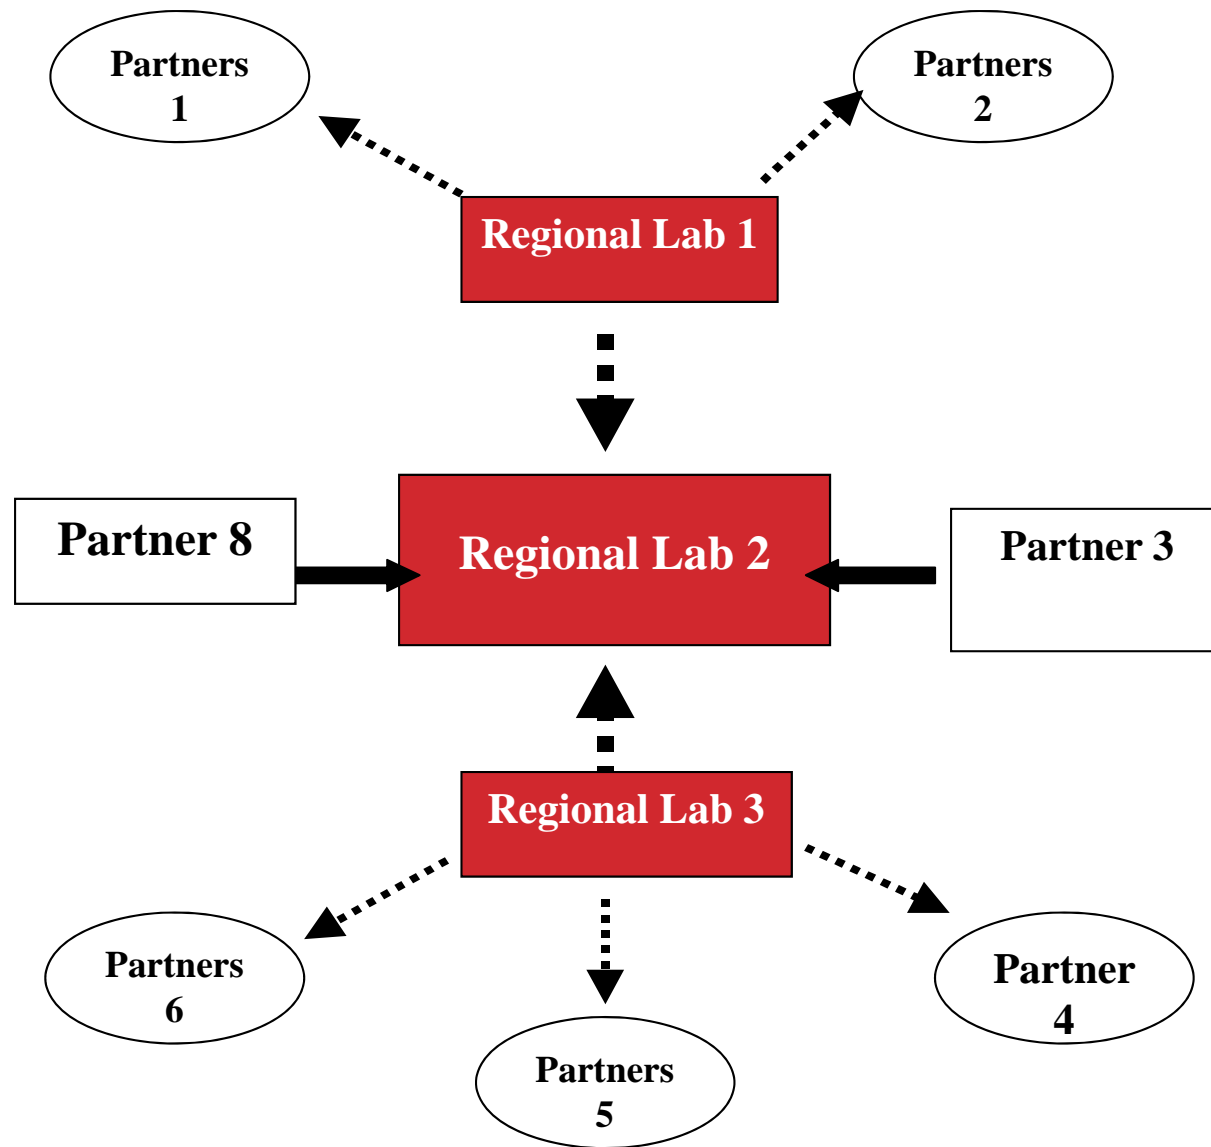 Partners
1
Partners
2
Regional Lab 1
Partner 8
Regional Lab 2
Partner 3
Regional Lab 3
Partners
6
Partners
5
Partner
4